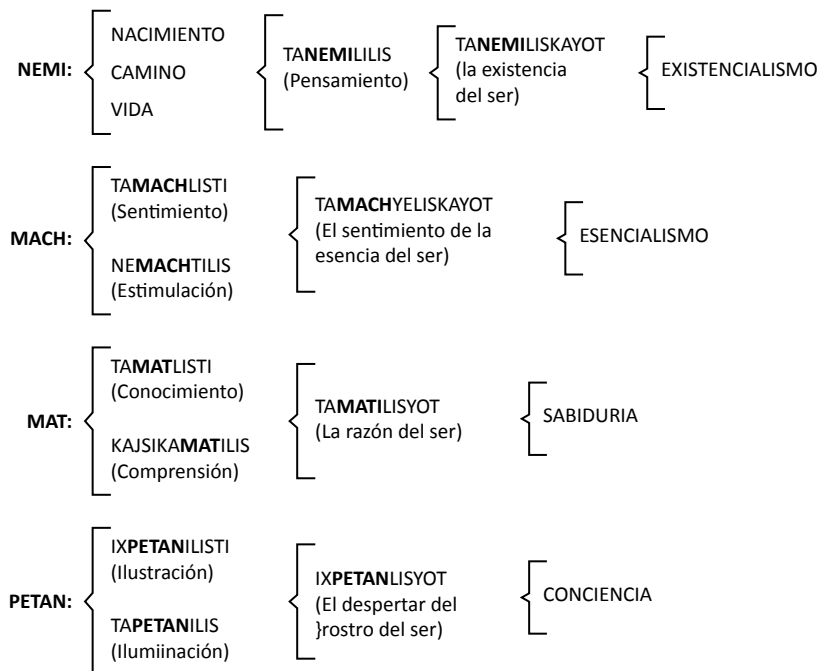 NEMI:
NACIMIENTO
CAMINO
VIDA
TANEMILILIS
(Pensamiento)
TANEMILISKAYOT
(la existencia
del ser)
EXISTENCIALISMO
MACH:
TAMACHLISTI
(Sentimiento)
NEMACHTILIS
(Estimulación)
TAMACHYELISKAYOT
(El sentimiento de la
esencia del ser)
ESENCIALISMO
MAT:
TAMATLISTI
(Conocimiento)
KAJSIKAMATILIS
(Comprensión)
TAMATILISYOT
(La razón del ser)
SABIDURIA
PETAN:
IXPETANILISTI
(Ilustración)
TAPETANILIS
(Ilumiinación)
IXPETANLISYOT
(El despertar del
}rostro del ser)
CONCIENCIA